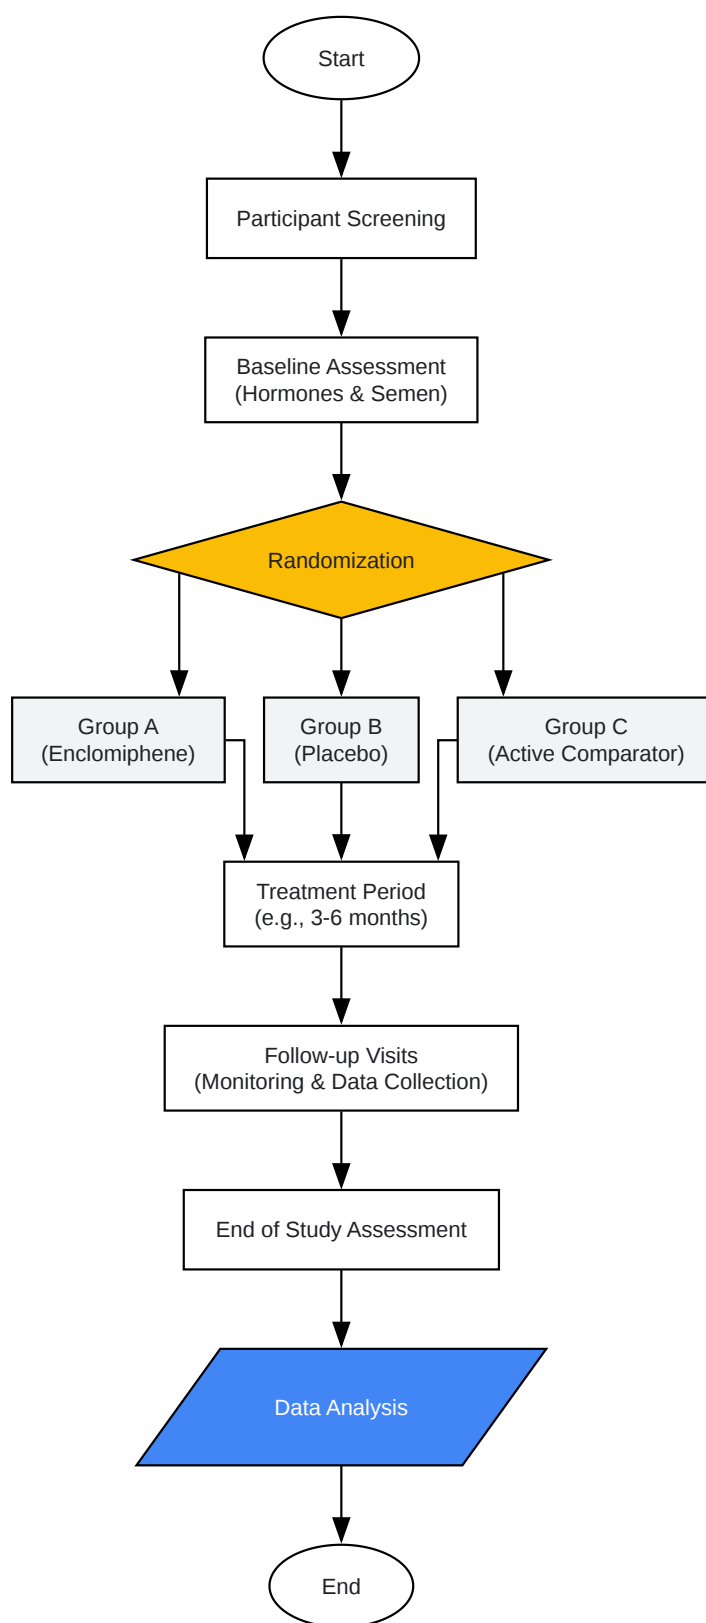 Start
Participant Screening
Baseline Assessment
(Hormones & Semen)
Randomization
Group A
(Enclomiphene)
Group B
(Placebo)
Group C
(Active Comparator)
Treatment Period
(e.g., 3-6 months)
Follow-up Visits
(Monitoring & Data Collection)
End of Study Assessment
Data Analysis
End